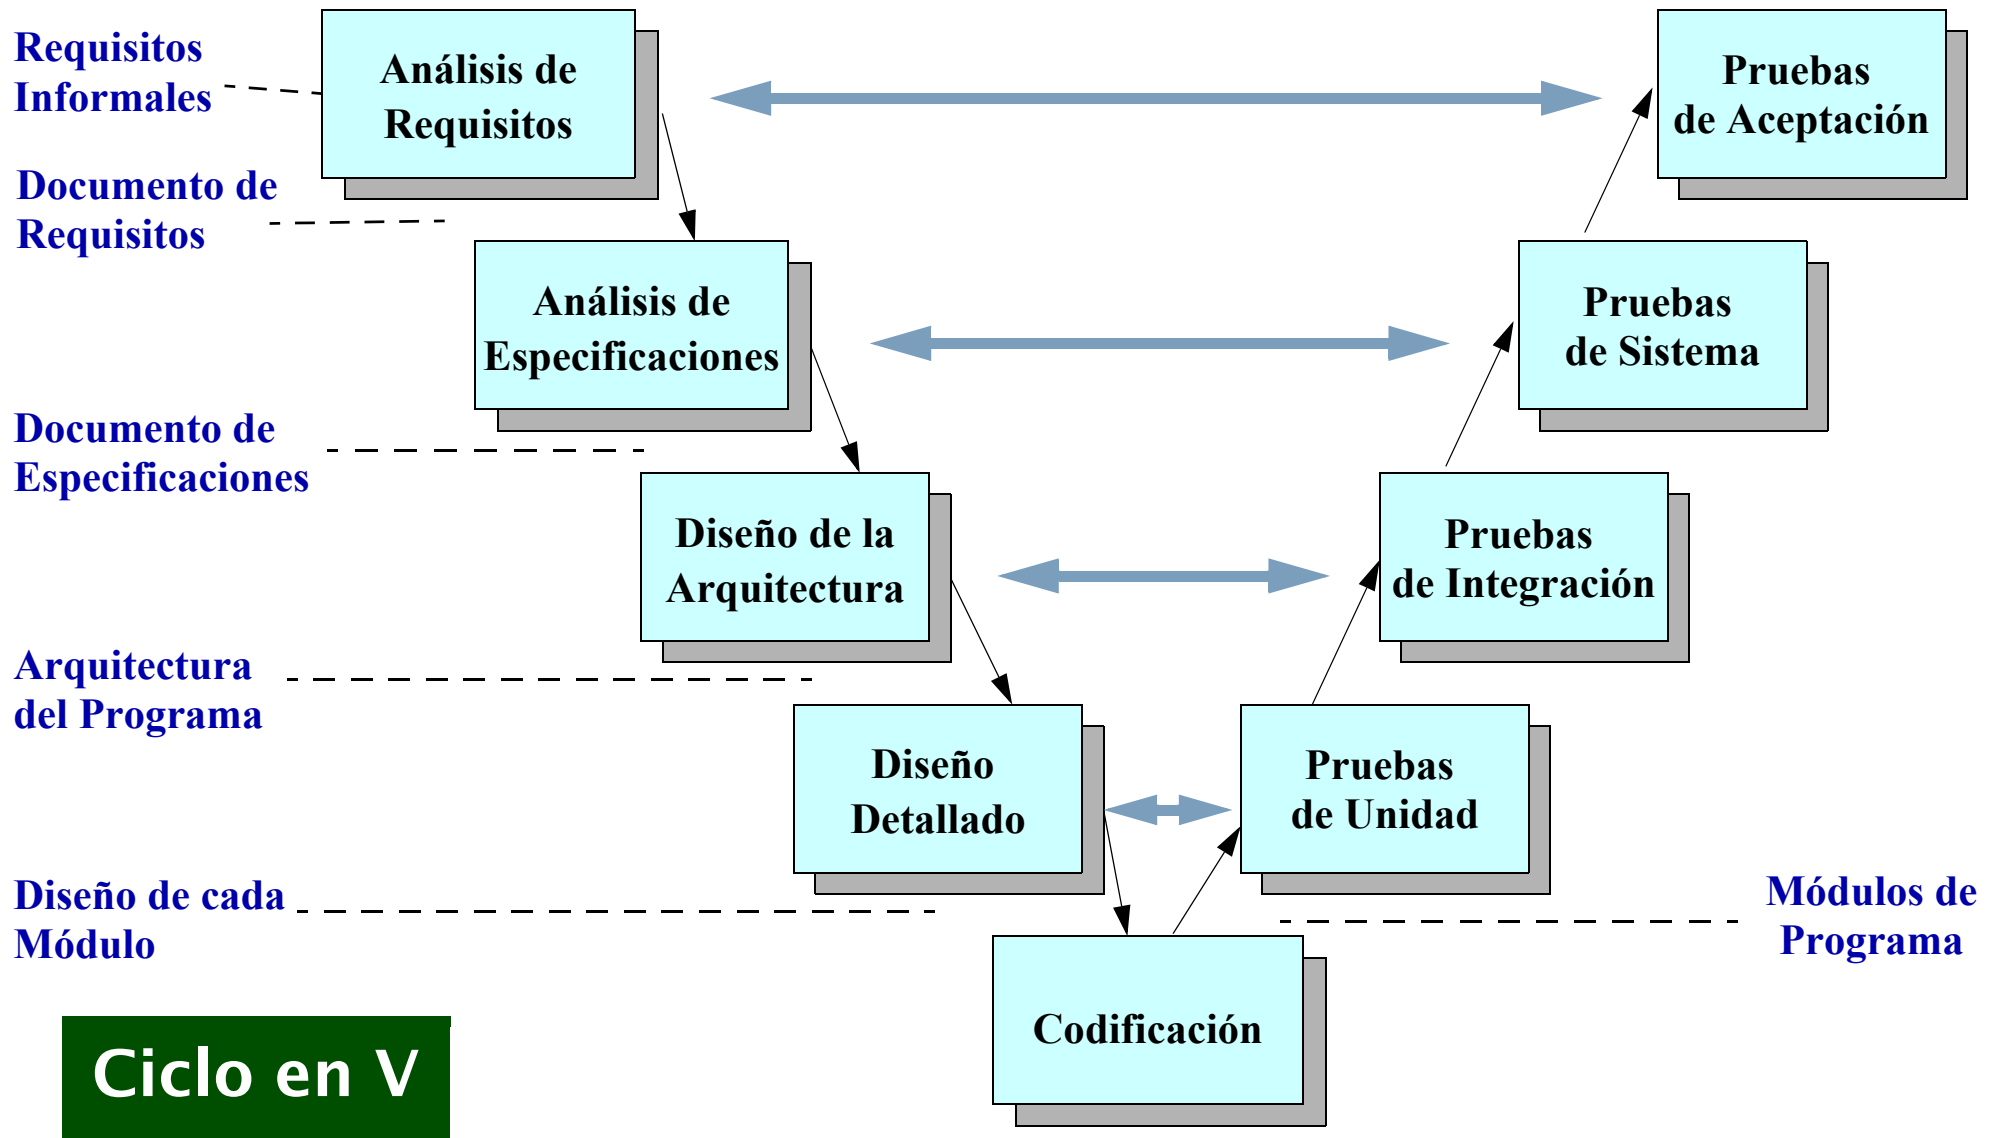 Requisitos
Informales
Análisis de
Requisitos
Pruebas
de Aceptación
Documento de
Requisitos
Análisis de
Especificaciones
Pruebas
de Sistema
Documento de
Especificaciones
Diseño de la
Arquitectura
Pruebas
de Integración
Arquitectura
del Programa
Diseño
Detallado
Pruebas
de Unidad
Diseño de cada
Módulo
Módulos de
Programa
Codificación
Ciclo en V